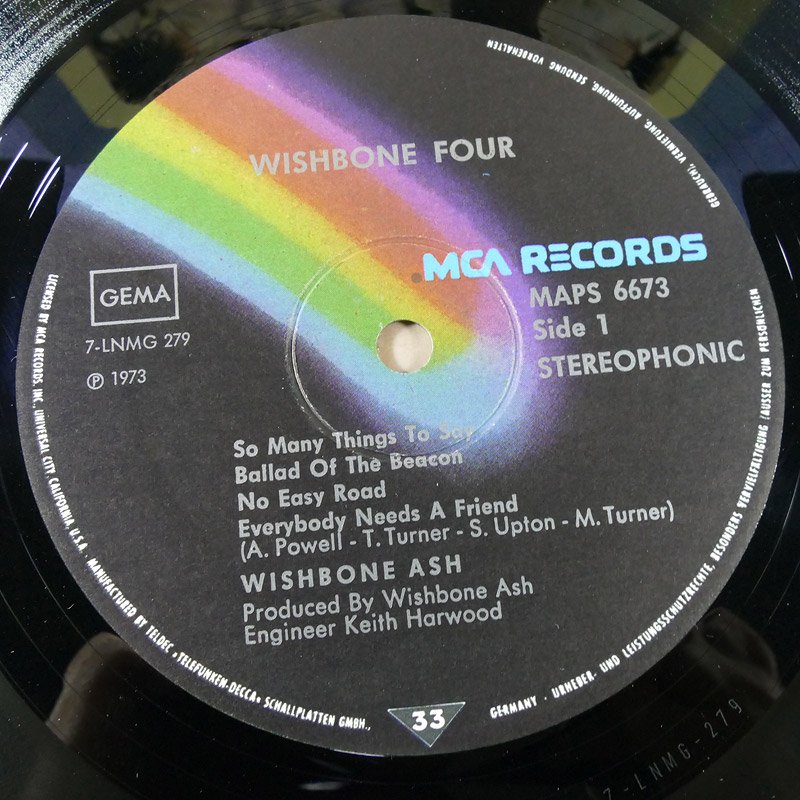 WISHBONE FOUR
MCA RECORDS
MAPS 6673
Side 1
STEREOPHONIC
GEMA
7-LNMG 279
℗ 1973
So Many Things To Say
Ballad Of The Beacon
No Easy Road
Everybody Needs A Friend
(A. Powell - T. Turner - S. Upton - M. Turner)
WISHBONE ASH
Produced By Wishbone Ash
Engineer Keith Harwood
33
LICENSED BY MCA RECORDS, INC., UNIVERSAL CITY, CALIFORNIA, U.S.A. · MANUFACTURED BY TELDEC „TELEFUNKEN-DECCA" SCHALLPLATTEN GMBH.,
GERMANY · URHEBER- UND LEISTUNGSSCHUTZRECHTE, BESONDERS VERVIELFÄLTIGUNG (AUSSER ZUM PERSÖNLICHEN
GEBRAUCH), VERMIETUNG, AUFFÜHRUNG, SENDUNG VORBEHALTEN
7-LNMG-279